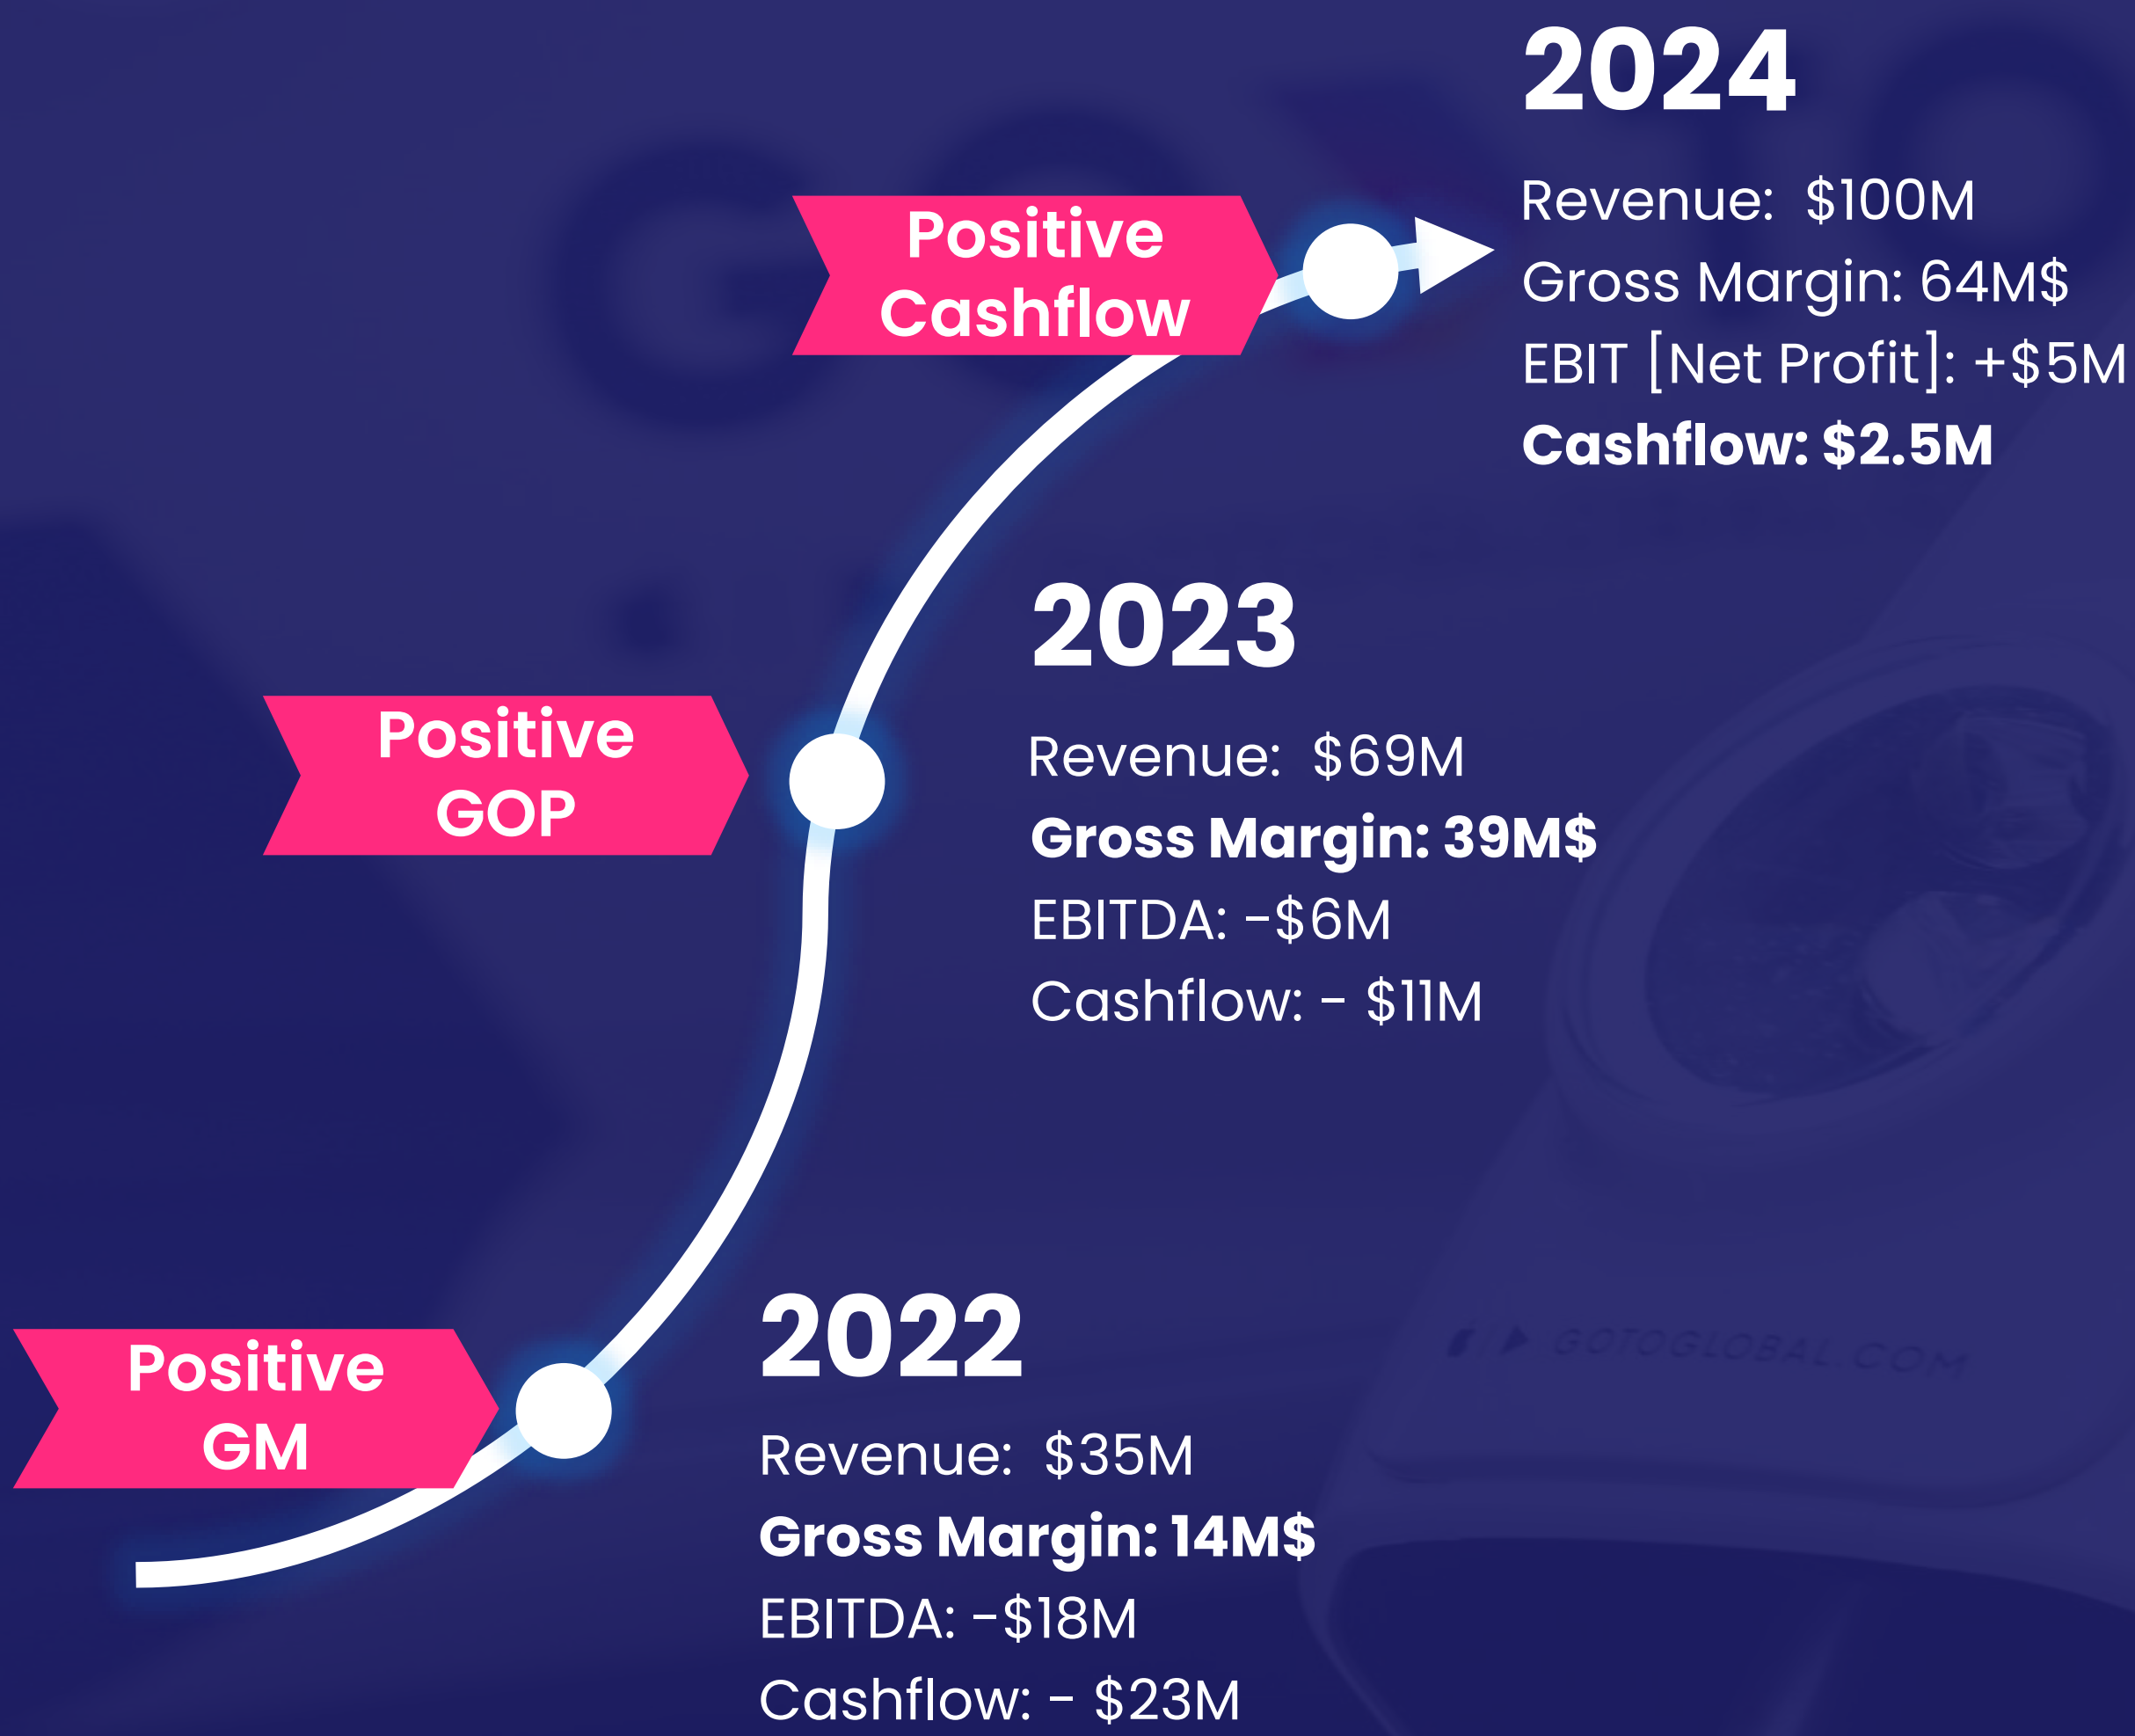 2024
Revenue: $100M
Gross Margin: 64M$
EBIT [Net Profit]: +$5M
Cashflow: $2.5M
Positive
Cashflow
2023
Revenue: $69M
Gross Margin: 39M$
EBITDA: -$6M
Cashflow: - $11M
Positive
GOP
2022
Revenue: $35M
Gross Margin: 14M$
EBITDA: -$18M
Cashflow: - $23M
Positive
GM
GOTOGLOBAL.COM